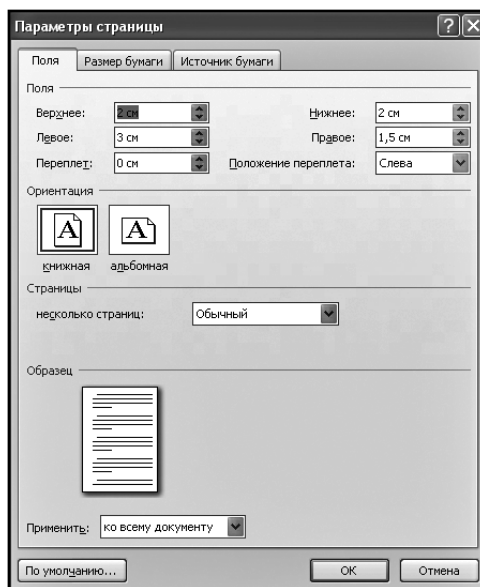 Параметры страницы
Поля Размер бумаги Источник бумаги
Поля
Верхнее: 2 см Нижнее: 2 см
Левое: 3 см Правое: 1,5 см
Переплет: 0 см Положение переплета: Слева
Ориентация
A A
книжная альбомная
Страницы
несколько страниц: Обычный
Образец
Применить: ко всему документу
По умолчанию... ОК Отмена